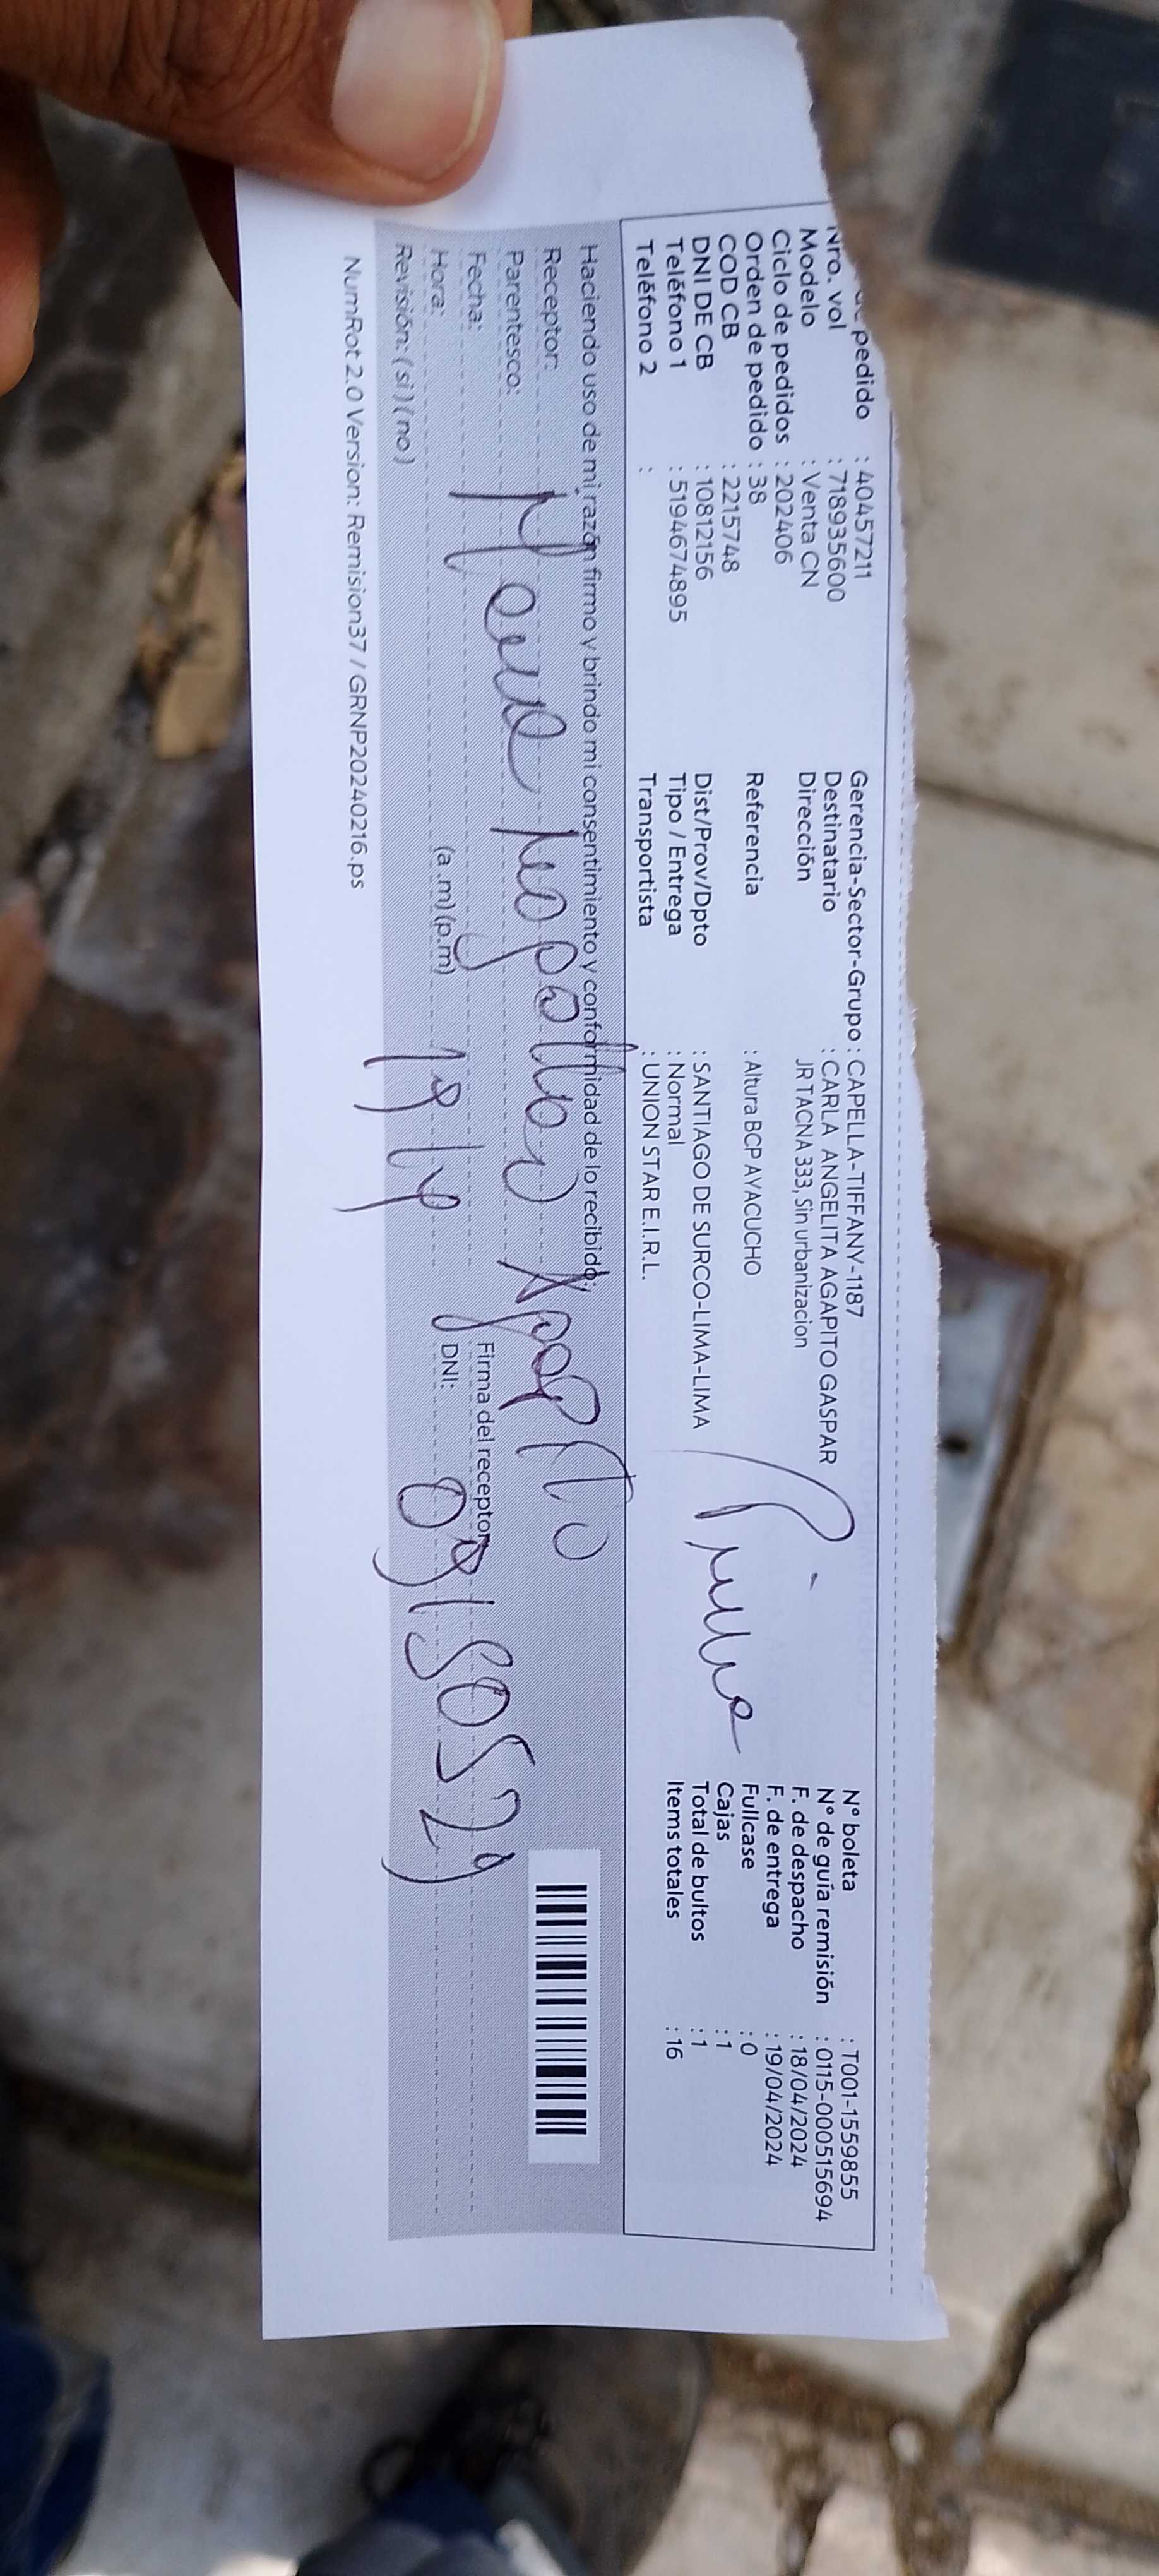 pedido : 40457211
Nro. vol : 718935600
Modelo : Venta CN
Ciclo de pedidos : 202406
Orden de pedido : 38
COD CB : 2215748
DNI DE CB : 10812156
Teléfono 1 : 5194674895
Teléfono 2 :
Gerencia-Sector-Grupo : CAPELLA-TIFFANY-1187
Destinatario : CARLA ANGELITA AGAPITO GASPAR
Dirección JR TACNA 333, Sin urbanizacion
Referencia : Altura BCP AYACUCHO
Dist/Prov/Dpto : SANTIAGO DE SURCO-LIMA-LIMA
Tipo / Entrega : Normal
Transportista : UNION STAR E.I.R.L.
N° boleta : T001-1559855
N° de guía remisión : 0115-000515694
F. de despacho : 18/04/2024
F. de entrega : 19/04/2024
Fullcase : 0
Cajas : 1
Total de bultos : 1
Items totales : 16
Haciendo uso de mi razón firmo y brindo mi consentimiento y conformidad de lo recibido:
Receptor:
Parentesco: Agapito
Fecha:
Firma del receptor
Hora: (a.m) (p.m)
DNI: 09150529
Revisión: (si) (no)
NumRot 2.0 Version: Remision37 / GRNP20240216.ps